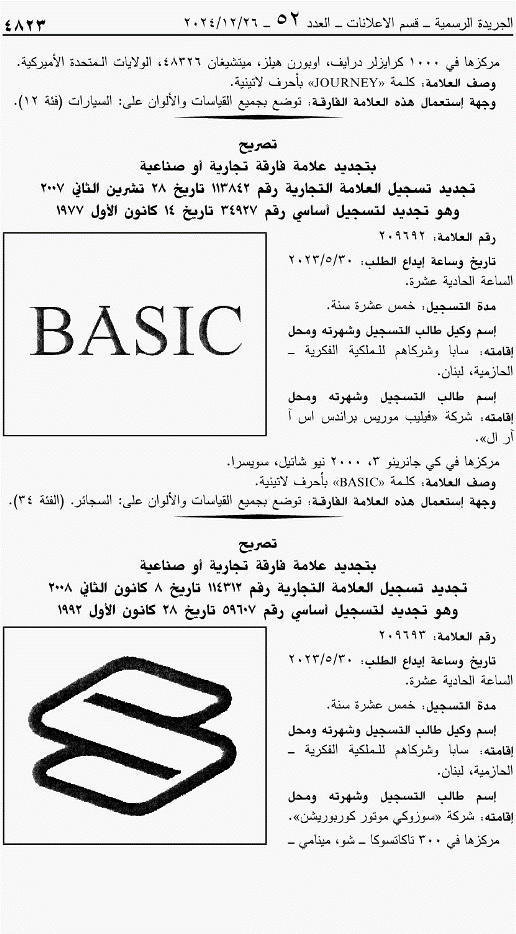 الجريدة الرسمية ـ قسم الاعلانات ـ العدد ٥٢ ـ ٢٠٢٤/١٢/٢٦
٤٨٢٣
مركزها في ١٠٠٠ كرايزلر درايف، اوبورن هيلز، ميتشيغان ٤٨٣٢٦، الولايات المتحدة الأميركية.
وصف العلامة: كلمة «JOURNEY» بأحرف لاتينية.
وجهة إستعمال هذه العلامة الفارقة: توضع بجميع القياسات والألوان على: السيارات (فئة ١٢).
تصريح
بتجديد علامة فارقة تجارية أو صناعية
تجديد تسجيل العلامة التجارية رقم ١١٣٨٤٢ تاريخ ٢٨ تشرين الثاني ٢٠٠٧
وهو تجديد لتسجيل أساسي رقم ٣٤٩٢٧ تاريخ ١٤ كانون الأول ١٩٧٧
رقم العلامة: ٢٠٩٦٩٢
تاريخ وساعة إيداع الطلب: ٢٠٢٣/٥/٣٠
الساعة الحادية عشرة.
مدة التسجيل: خمس عشرة سنة.
إسم وكيل طالب التسجيل وشهرته ومحل
إقامته: سابا وشركاهم للملكية الفكرية ـ
الحازمية، لبنان.
إسم طالب التسجيل وشهرته ومحل
إقامته: شركة «فيليب موريس براندس اس آ
آر ال».
BASIC
مركزها في كي جانرينو ٣، ٢٠٠٠ نيو شاتيل، سويسرا.
وصف العلامة: كلمة «BASIC» بأحرف لاتينية.
وجهة إستعمال هذه العلامة الفارقة: توضع بجميع القياسات والألوان على: السجائر. (الفئة ٣٤).
تصريح
بتجديد علامة فارقة تجارية أو صناعية
تجديد تسجيل العلامة التجارية رقم ١١٤٣١٢ تاريخ ٨ كانون الثاني ٢٠٠٨
وهو تجديد لتسجيل أساسي رقم ٥٩٦٠٧ تاريخ ٢٨ كانون الأول ١٩٩٢
رقم العلامة: ٢٠٩٦٩٣
تاريخ وساعة إيداع الطلب: ٢٠٢٣/٥/٣٠
الساعة الحادية عشرة.
مدة التسجيل: خمس عشرة سنة.
إسم وكيل طالب التسجيل وشهرته ومحل
إقامته: سابا وشركاهم للملكية الفكرية ـ
الحازمية، لبنان.
إسم طالب التسجيل وشهرته ومحل
إقامته: شركة «سوزوكي موتور كوربوريشن».
مركزها في ٣٠٠ تاكاتسوكا ـ شو، مينامي ـ